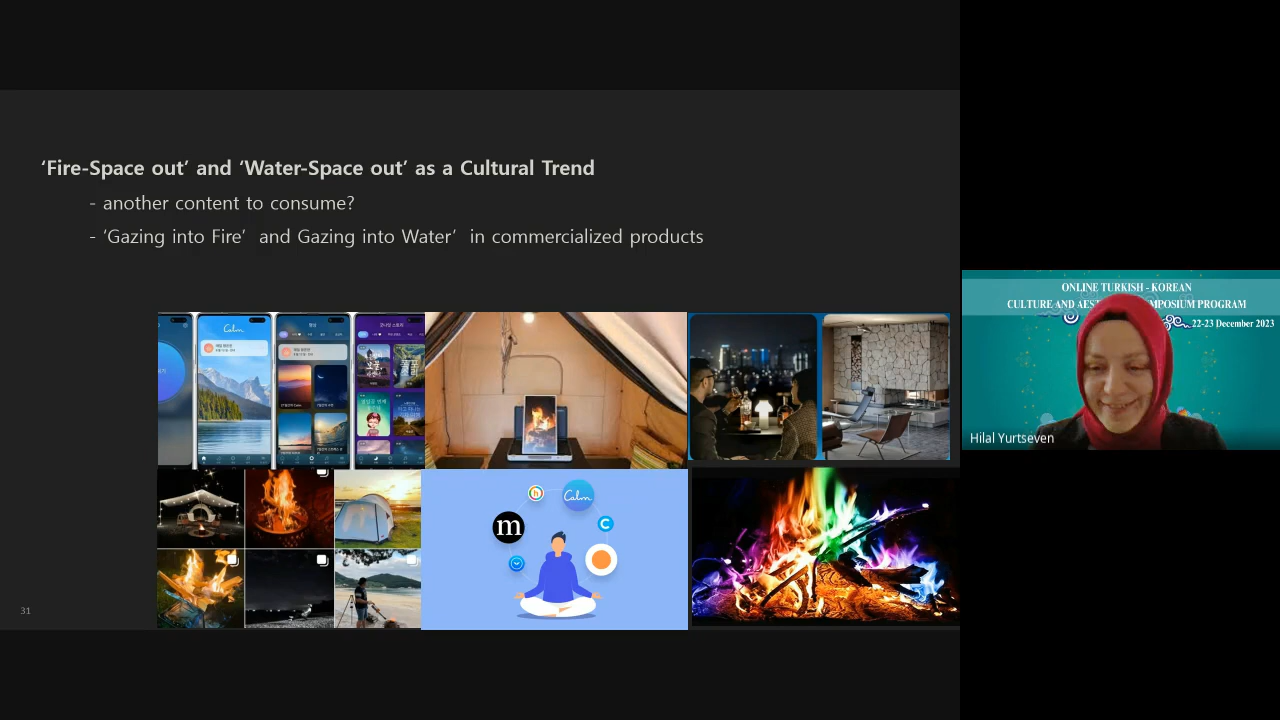 ‘Fire-Space out’ and ‘Water-Space out’ as a Cultural Trend
- another content to consume?
- ‘Gazing into Fire’ and Gazing into Water’ in commercialized products
Calm
Calm
m
31
ONLINE TURKISH - KOREAN
CULTURE AND AES MPOSIUM PROGRAM
22-23 December 2023
Hilal Yurtseven